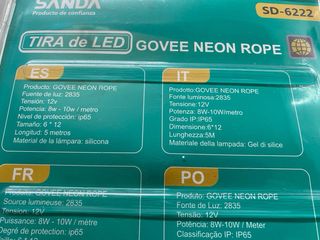 SANDA
Producto de confianza
SD-6222
TIRA de LED
GOVEE NEON ROPE
ES
Produto: GOVEE NEON ROPE
Fuente de luz: 2835
Tensión: 12v
Potencia: 8w - 10w / metro
Nivel de protección: ip65
Tamaño: 6 * 12
Longitud: 5 metros
Material de la lámpara: silicona
IT
Prodotto:GOVEE NEON ROPE
Fonte luminosa:2835
Tensione:12V
Potenza:8W-10W/metro
Grado IP:IP65
Dimensione:6*12
Lunghezza:5M
Materiale della lampada: Gel di silice
FR
Produit: GOVEE NEON ROPE
Source lumineuse: 2835
Tension: 12V
Puissance: 8W - 10W / mètre
Degré de protection: ip65
PO
Produto: GOVEE NEON ROPE
Fonte de Luz: 2835
Tensão: 12V
Potência: 8W-10W / Meter
Classificação IP: IP65